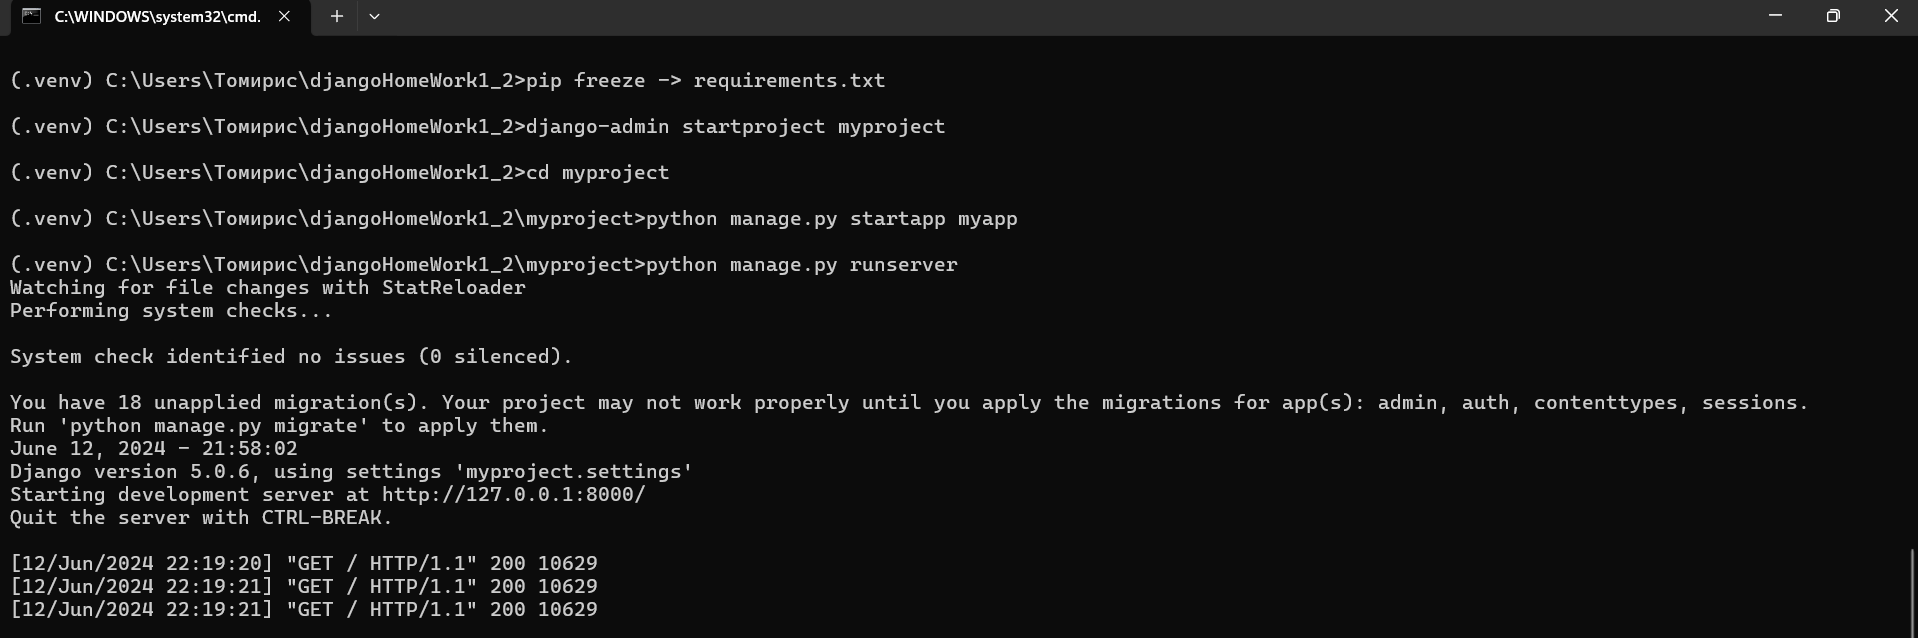 C:\WINDOWS\system32\cmd.
(.venv) C:\Users\Томирис\djangoHomeWork1_2>pip freeze -> requirements.txt
(.venv) C:\Users\Томирис\djangoHomeWork1_2>django-admin startproject myproject
(.venv) C:\Users\Томирис\djangoHomeWork1_2>cd myproject
(.venv) C:\Users\Томирис\djangoHomeWork1_2\myproject>python manage.py startapp myapp
(.venv) C:\Users\Томирис\djangoHomeWork1_2\myproject>python manage.py runserver
Watching for file changes with StatReloader
Performing system checks...
System check identified no issues (0 silenced).
You have 18 unapplied migration(s). Your project may not work properly until you apply the migrations for app(s): admin, auth, contenttypes, sessions.
Run 'python manage.py migrate' to apply them.
June 12, 2024 - 21:58:02
Django version 5.0.6, using settings 'myproject.settings'
Starting development server at http://127.0.0.1:8000/
Quit the server with CTRL-BREAK.
[12/Jun/2024 22:19:20] "GET / HTTP/1.1" 200 10629
[12/Jun/2024 22:19:21] "GET / HTTP/1.1" 200 10629
[12/Jun/2024 22:19:21] "GET / HTTP/1.1" 200 10629